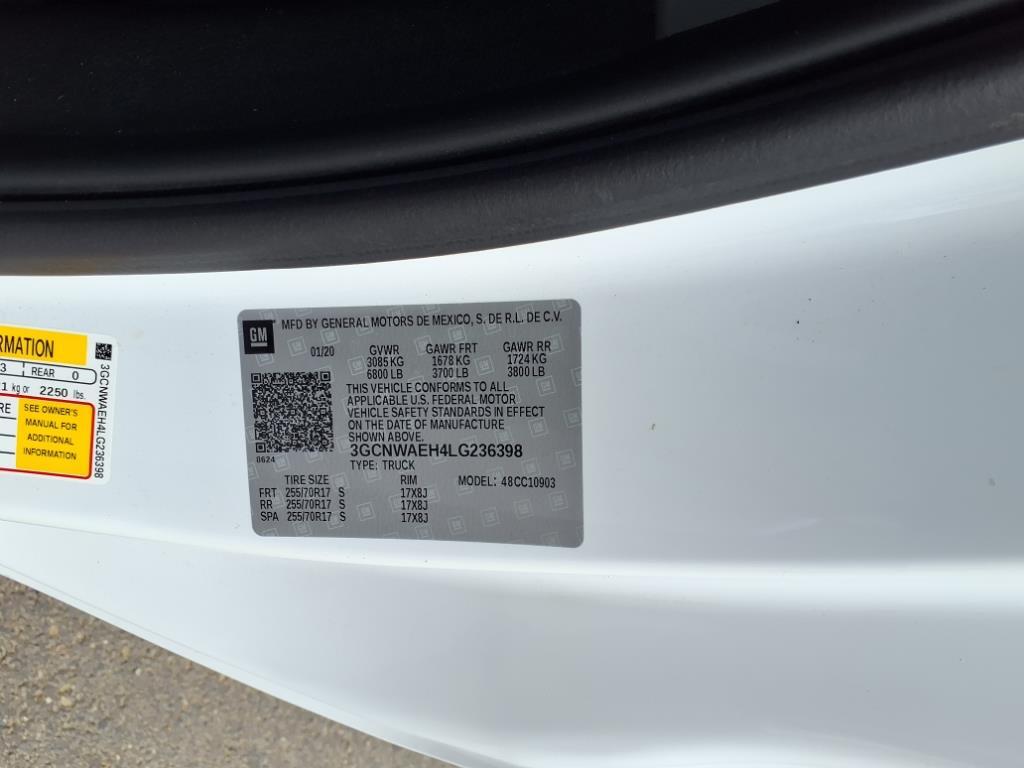 RMATION
3 REAR 0
1 kg or 2250 lbs.
RE SEE OWNER'S
MANUAL FOR
ADDITIONAL
INFORMATION
3GCNWAEH4LG236398
GM MFD BY GENERAL MOTORS DE MEXICO, S. DE R.L. DE C.V.
01/20 GVWR GAWR FRT GAWR RR
3085 KG 1678 KG 1724 KG
6800 LB 3700 LB 3800 LB
THIS VEHICLE CONFORMS TO ALL
APPLICABLE U.S. FEDERAL MOTOR
VEHICLE SAFETY STANDARDS IN EFFECT
ON THE DATE OF MANUFACTURE
SHOWN ABOVE.
0624 3GCNWAEH4LG236398
TYPE: TRUCK
TIRE SIZE RIM MODEL: 48CC10903
FRT 255/70R17 S 17X8J
RR 255/70R17 S 17X8J
SPA 255/70R17 S 17X8J